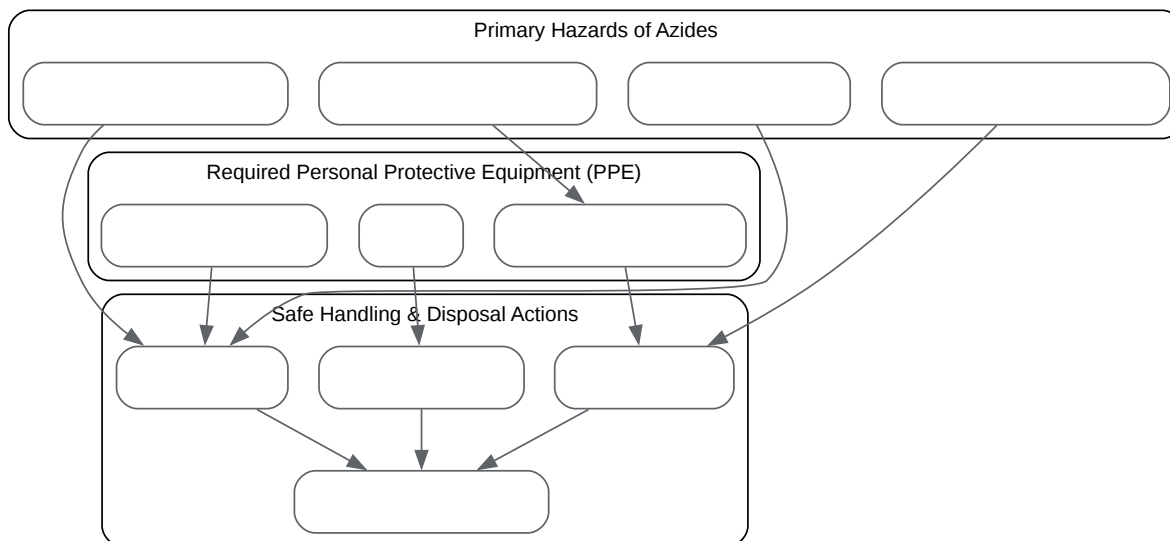 Primary Hazards of Azides
Required Personal Protective Equipment (PPE)
Safe Handling & Disposal Actions